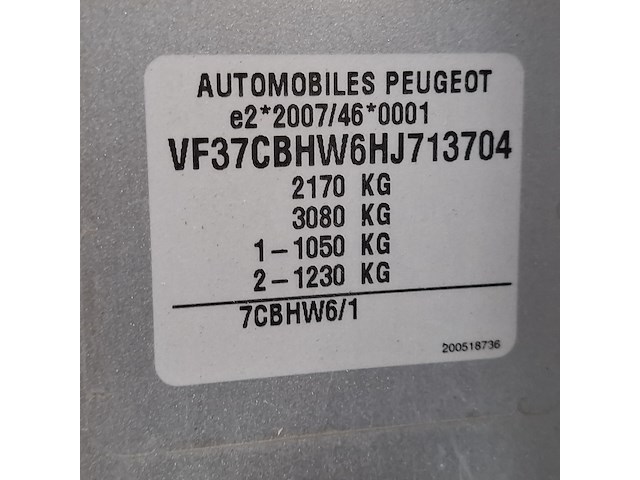 AUTOMOBILES PEUGEOT
e2*2007/46*0001
VF37CBHW6HJ713704
2170 KG
3080 KG
1-1050 KG
2-1230 KG
7CBHW6/1
200518736